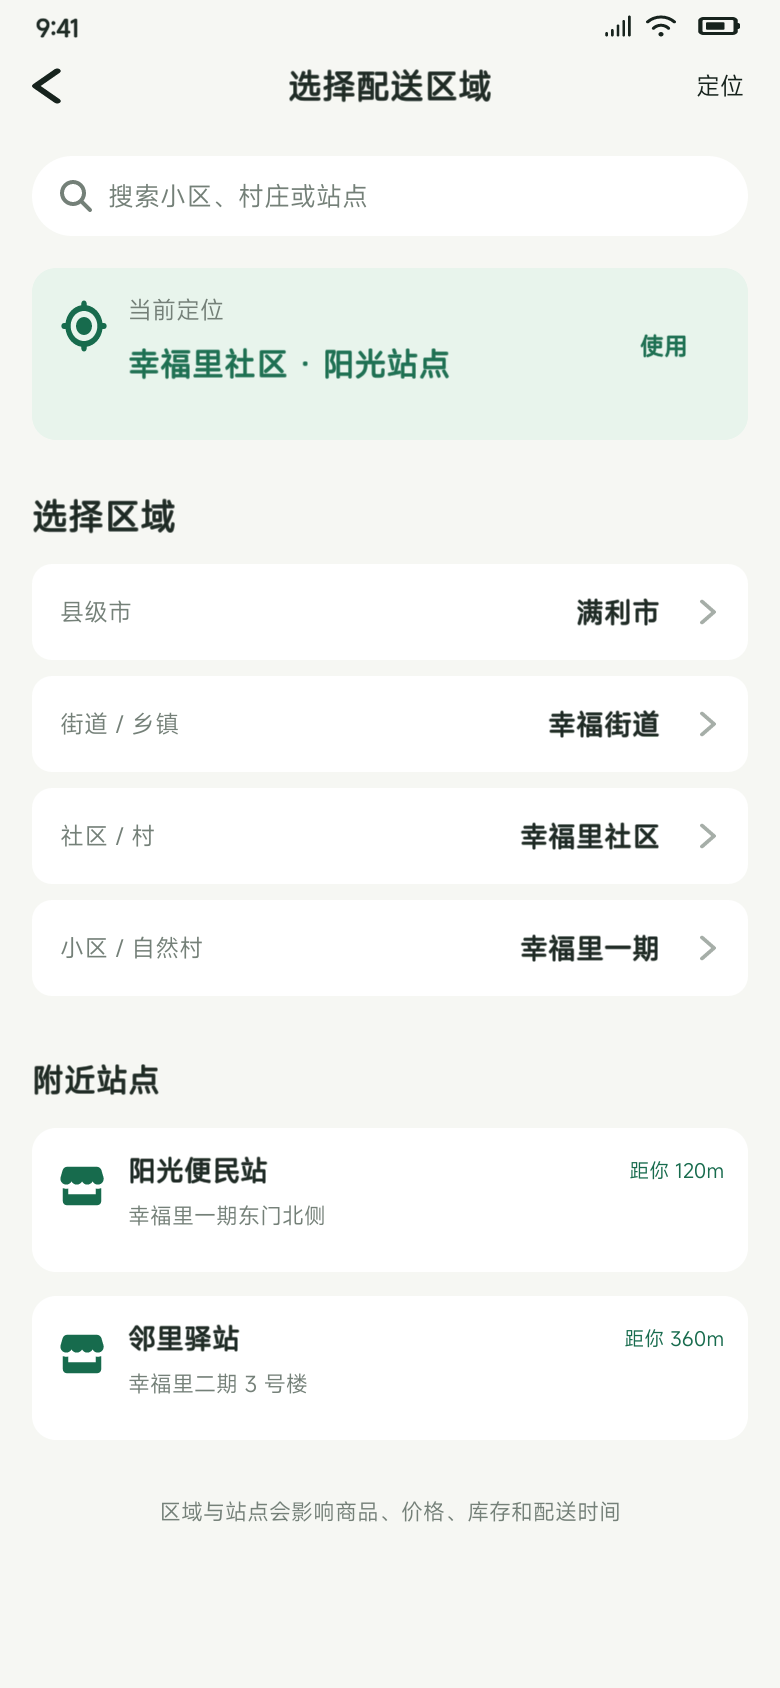 9:41
选择配送区域
定位
搜索小区、村庄或站点
当前定位
幸福里社区 · 阳光站点
使用
选择区域
县级市
满利市
街道 / 乡镇
幸福街道
社区 / 村
幸福里社区
小区 / 自然村
幸福里一期
附近站点
阳光便民站
距你 120m
幸福里一期东门北侧
邻里驿站
距你 360m
幸福里二期 3 号楼
区域与站点会影响商品、价格、库存和配送时间